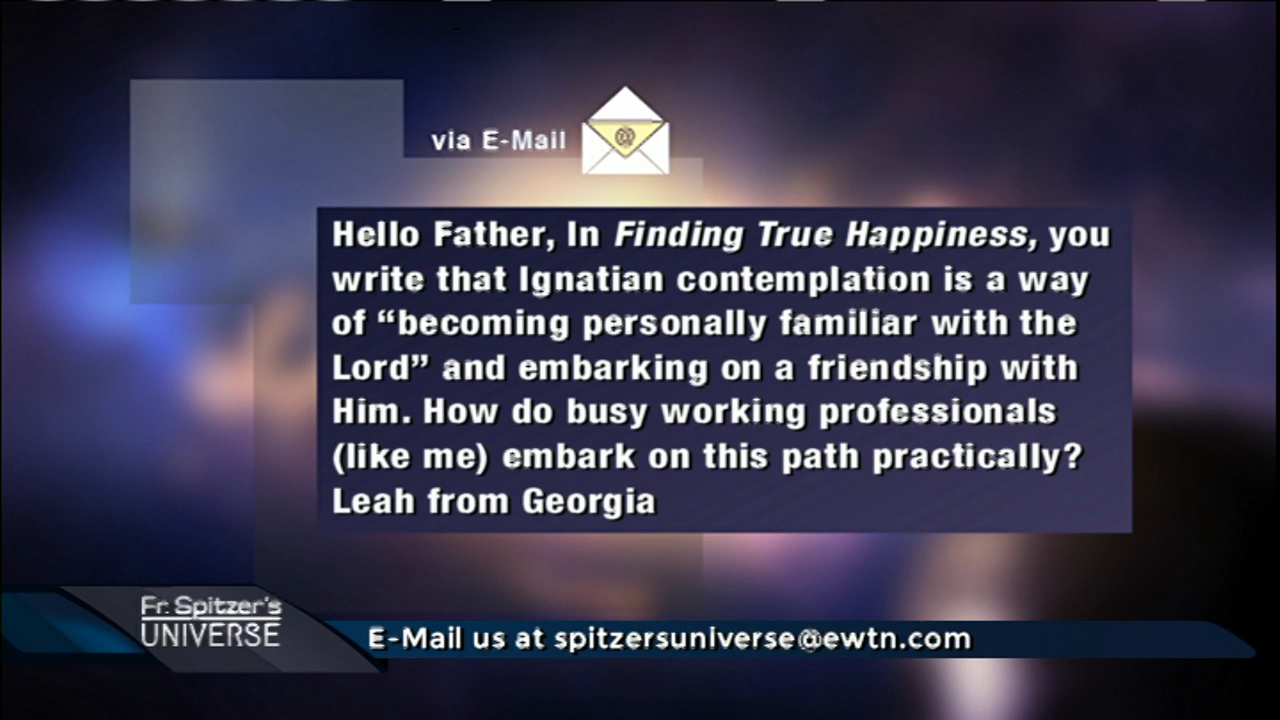 via E-Mail
@
Hello Father, In Finding True Happiness, you
write that Ignatian contemplation is a way
of “becoming personally familiar with the
Lord” and embarking on a friendship with
Him. How do busy working professionals
(like me) embark on this path practically?
Leah from Georgia
Fr. Spitzer's
UNIVERSE
E-Mail us at spitzersuniverse@ewtn.com